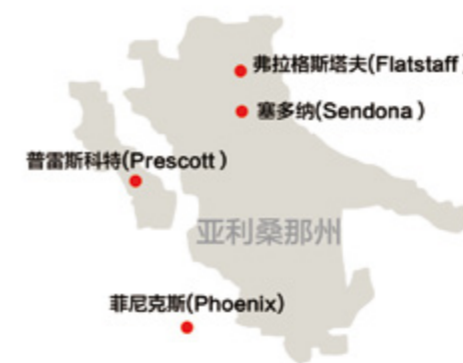 弗拉格斯塔夫(Flatstaff)
塞多纳(Sendona )
普雷斯科特(Prescott )
亚利桑那州
菲尼克斯(Phoenix)